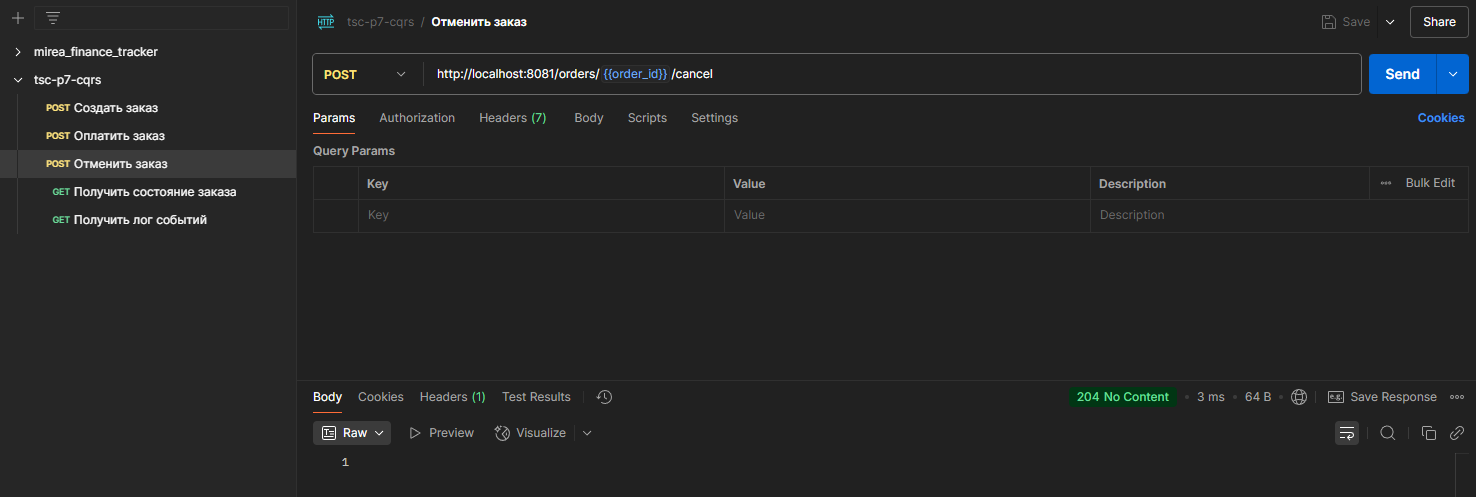 mirea_finance_tracker
tsc-p7-cqrs
POST Создать заказ
POST Оплатить заказ
POST Отменить заказ
GET Получить состояние заказа
GET Получить лог событий
HTTP tsc-p7-cqrs / Отменить заказ Save Share
POST http://localhost:8081/orders/ {{order_id}} /cancel Send
Params Authorization Headers (7) Body Scripts Settings Cookies
Query Params
Key Value Description Bulk Edit
Key Value Description
Body Cookies Headers (1) Test Results 204 No Content • 3 ms • 64 B • e.g. Save Response
Raw Preview Visualize
1